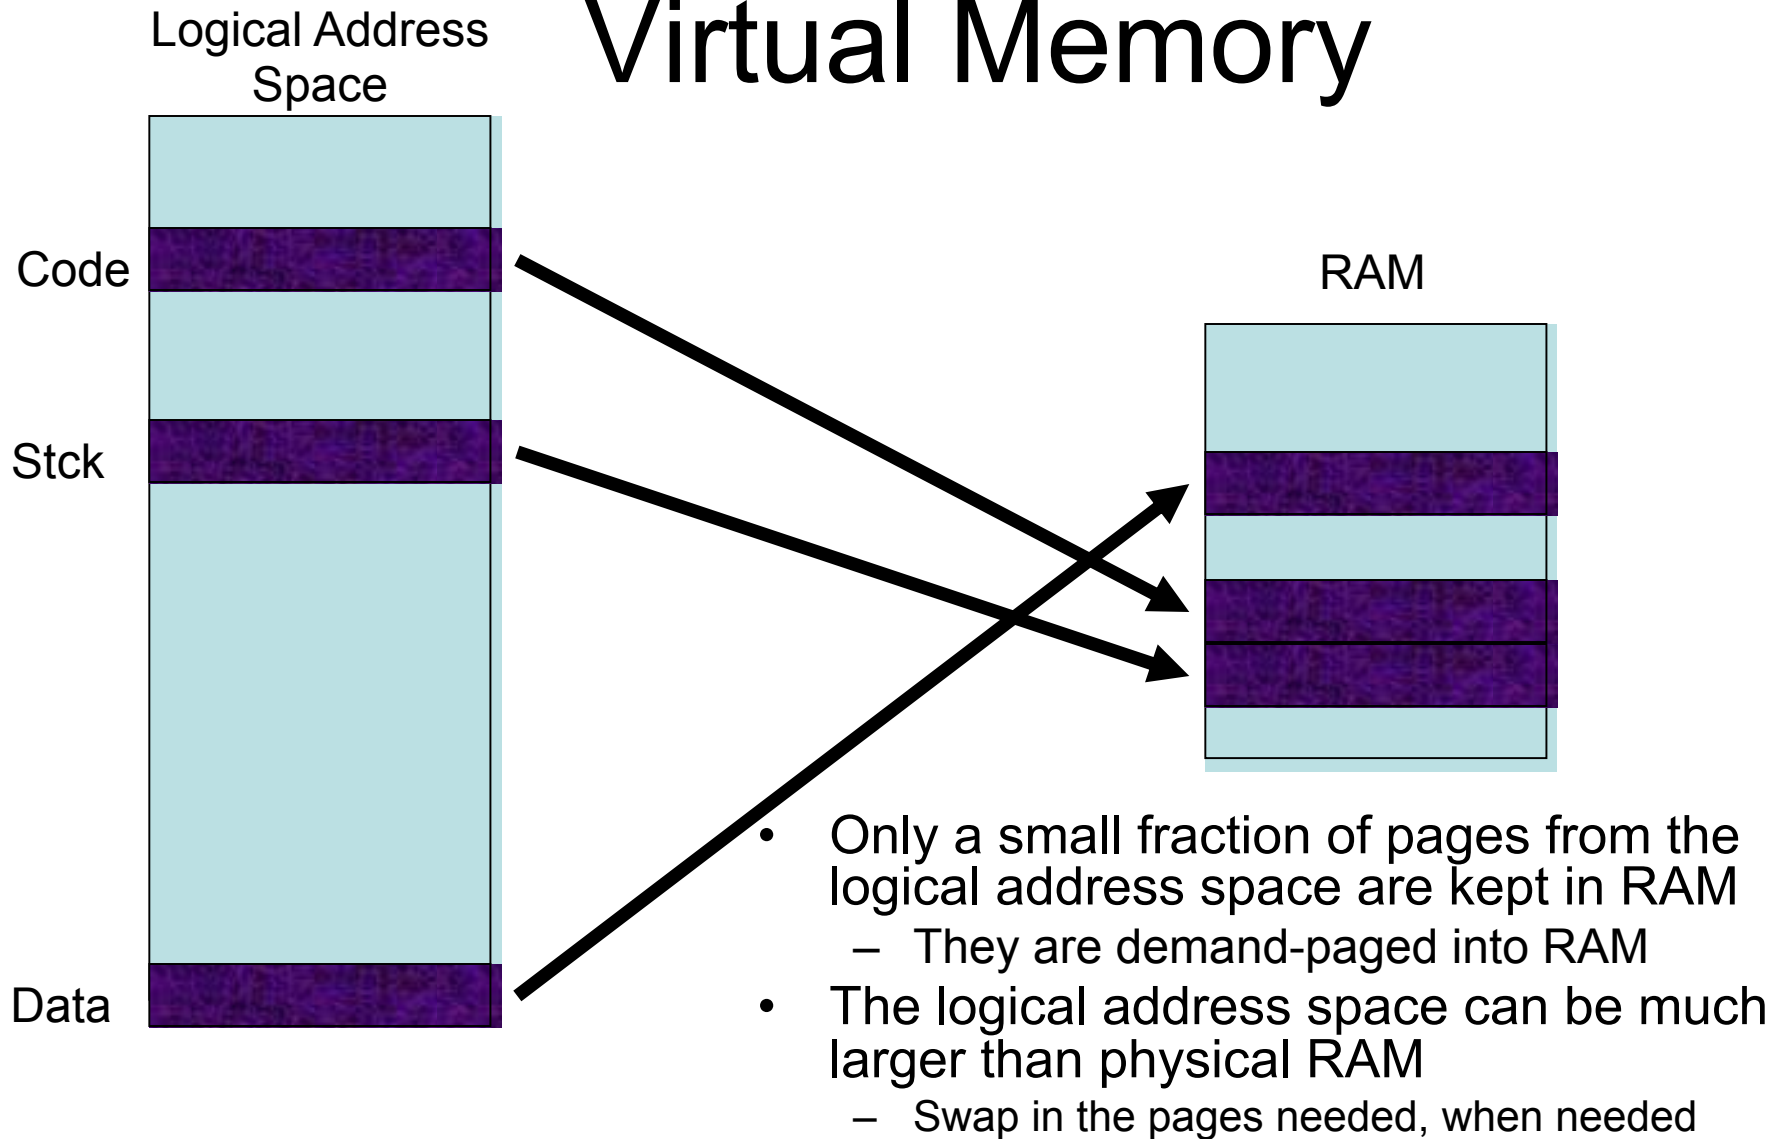 Virtual Memory
Logical Address
Space
Code
RAM
Stck
Data
• Only a small fraction of pages from the
logical address space are kept in RAM
– They are demand-paged into RAM
• The logical address space can be much
larger than physical RAM
– Swap in the pages needed, when needed